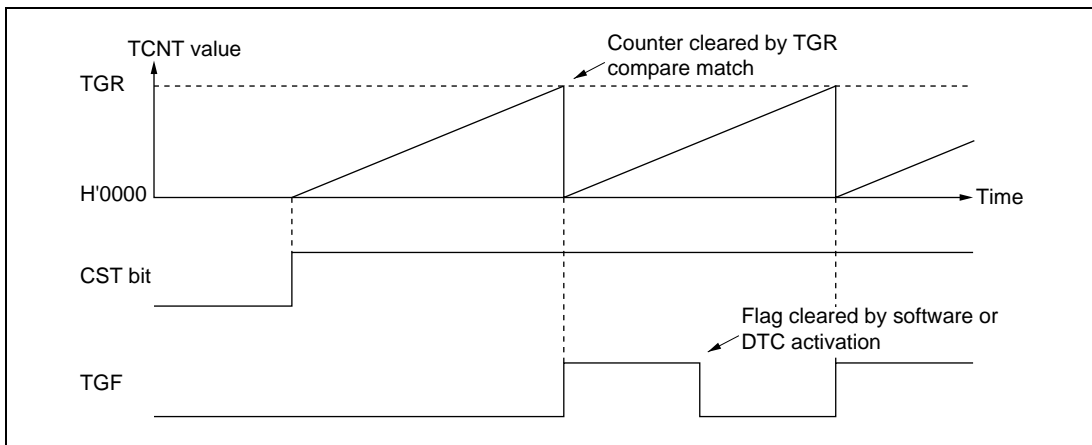 TCNT value
Counter cleared by TGR
compare match
TGR
H'0000
Time
CST bit
Flag cleared by software or
DTC activation
TGF